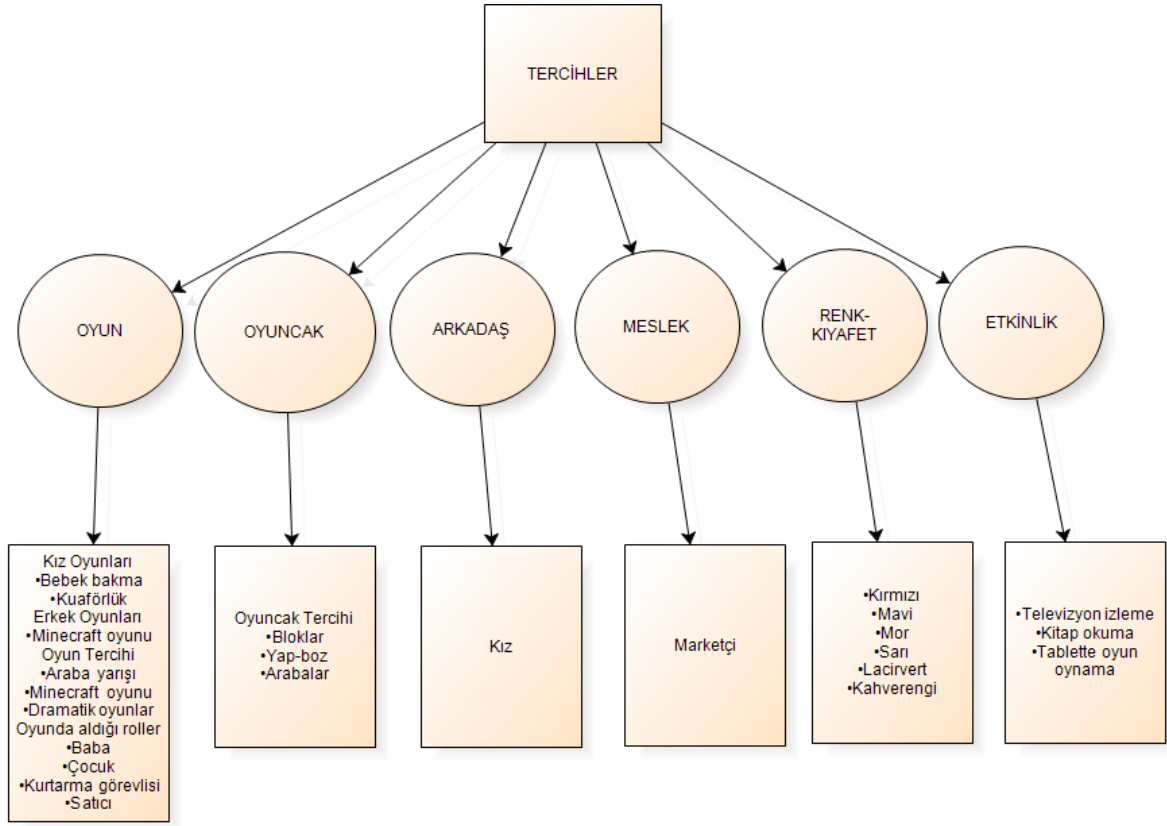 TERCİHLER
OYUN
OYUNCAK
ARKADAŞ
MESLEK
RENK-
KIYAFET
ETKİNLİK
Kız Oyunları
•Bebek bakma
•Kuaförlük
Erkek Oyunları
•Minecraft oyunu
Oyun Tercihi
•Araba yarışı
•Minecraft oyunu
•Dramatik oyunlar
Oyunda aldığı roller
•Baba
•Çocuk
•Kurtarma görevlisi
•Satıcı
Oyuncak Tercihi
•Bloklar
•Yap-boz
•Arabalar
Kız
Marketçi
•Kırmızı
•Mavi
•Mor
•Sarı
•Lacirvert
•Kahverengi
•Televizyon izleme
•Kitap okuma
•Tablette oyun
oynama